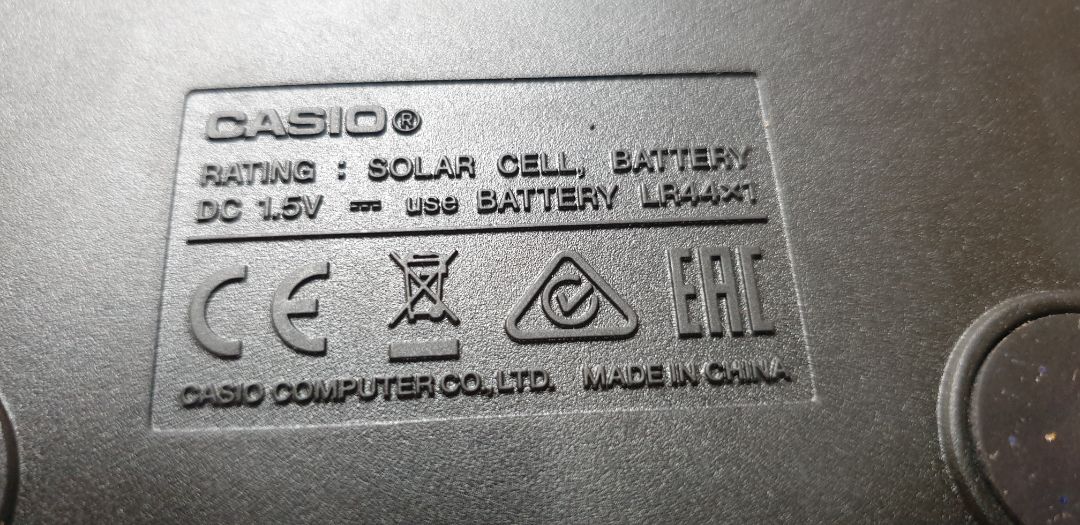 CASIO®
RATING : SOLAR CELL, BATTERY
DC 1.5V ⎓ use BATTERY LR44×1
CE EAC
CASIO COMPUTER CO., LTD. MADE IN CHINA